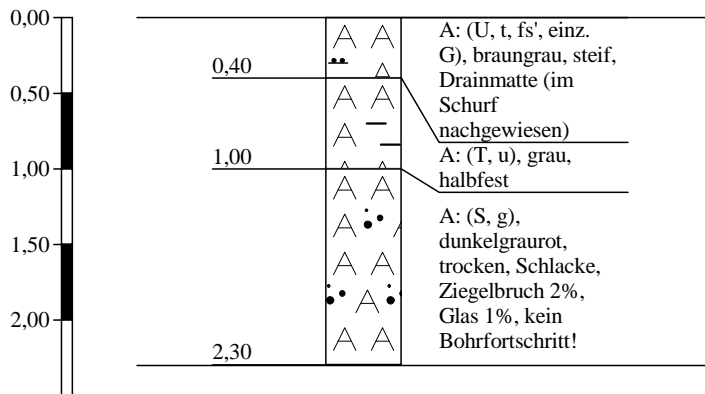 0,00
0,50
1,00
1,50
2,00
0,40
1,00
2,30
A: (U, t, fs', einz.
G), braungrau, steif,
Drainmatte (im
Schurf
nachgewiesen)
A: (T, u), grau,
halbfest
A: (S, g),
dunkelgraurot,
trocken, Schlacke,
Ziegelbruch 2%,
Glas 1%, kein
Bohrfortschritt!